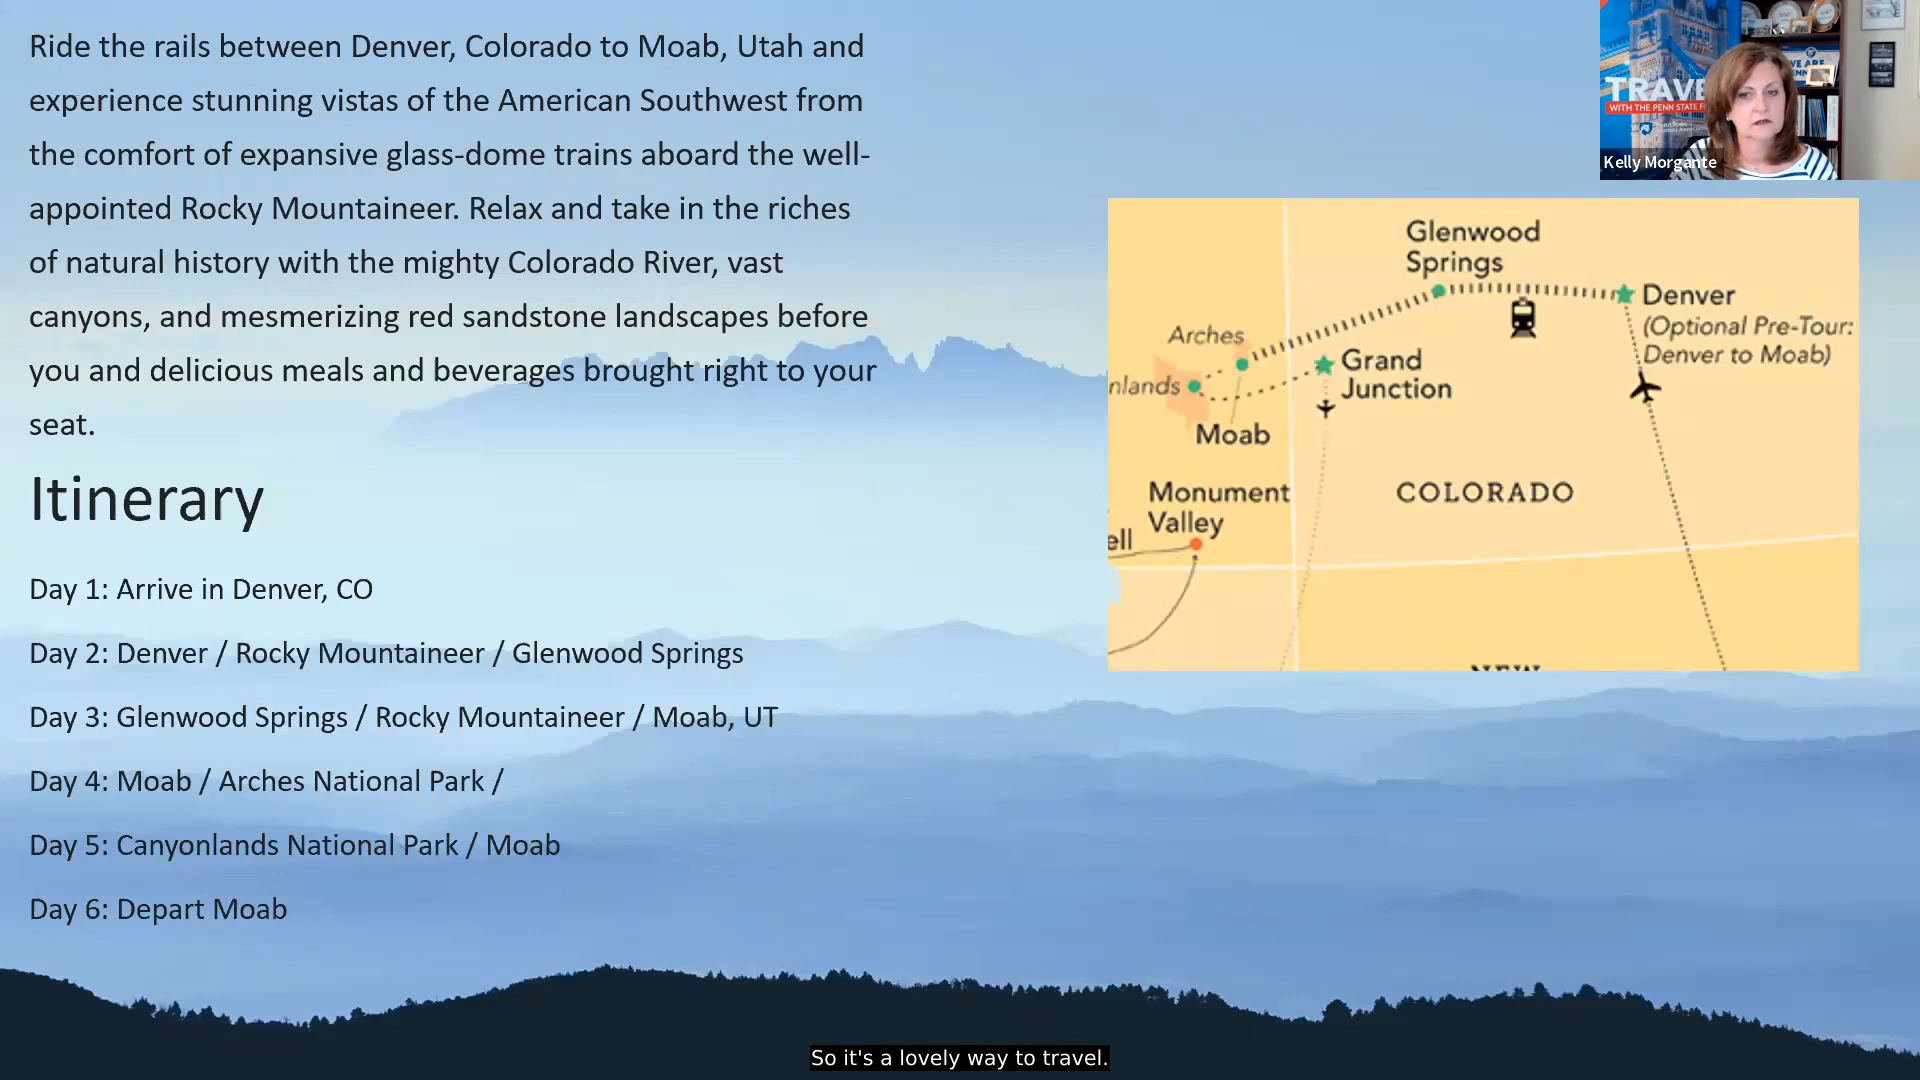 Ride the rails between Denver, Colorado to Moab, Utah and
experience stunning vistas of the American Southwest from
the comfort of expansive glass-dome trains aboard the well-
appointed Rocky Mountaineer. Relax and take in the riches
of natural history with the mighty Colorado River, vast
canyons, and mesmerizing red sandstone landscapes before
you and delicious meals and beverages brought right to your
seat.
Itinerary
Day 1: Arrive in Denver, CO
Day 2: Denver / Rocky Mountaineer / Glenwood Springs
Day 3: Glenwood Springs / Rocky Mountaineer / Moab, UT
Day 4: Moab / Arches National Park /
Day 5: Canyonlands National Park / Moab
Day 6: Depart Moab
TRAVE
WITH THE PENN STATE
WE ARE
Kelly Morgante
Glenwood
Springs
Denver
(Optional Pre-Tour:
Denver to Moab)
Arches
Grand
Junction
nlands
Moab
COLORADO
Monument
Valley
ell
NEW
So it's a lovely way to travel.